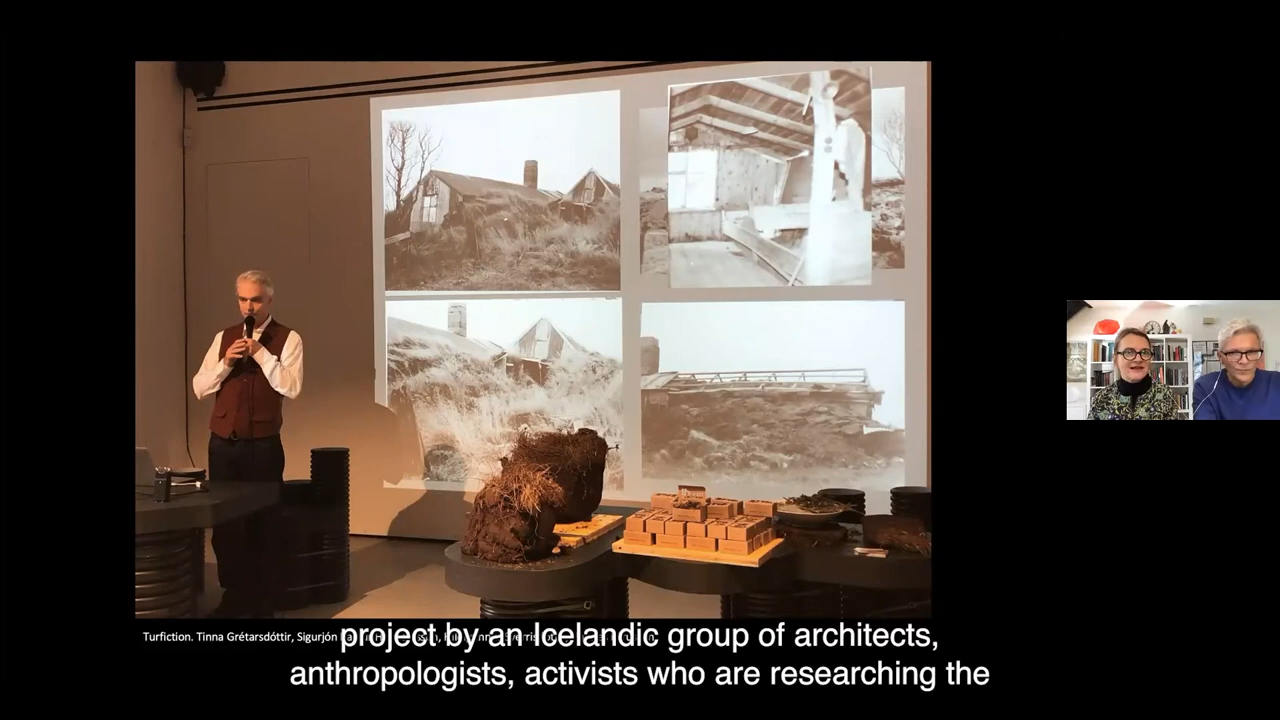 Turfiction. Tinna Grétarsdóttir, Sigurjón
project by an Icelandic group of architects,
anthropologists, activists who are researching the